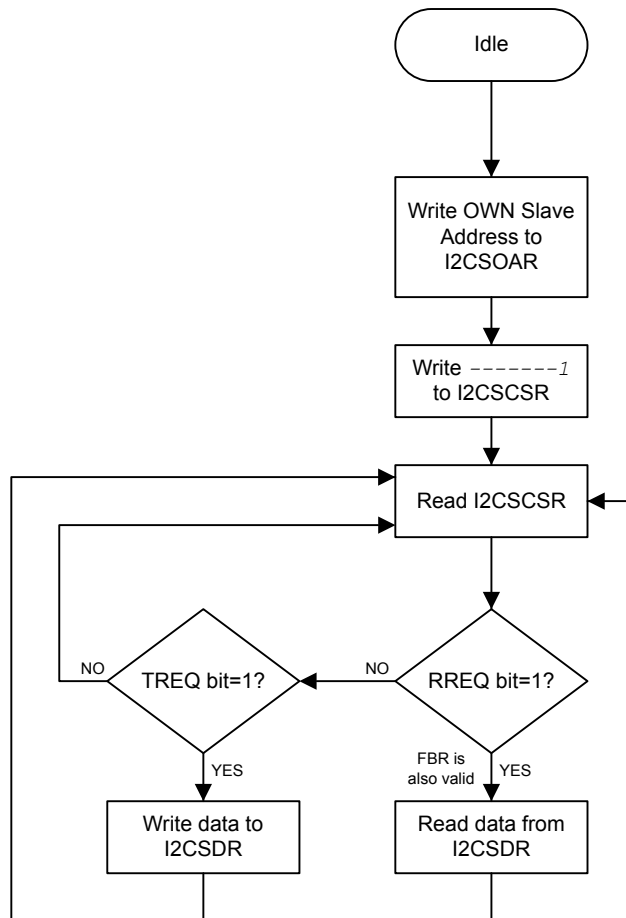 Idle
Write OWN Slave
Address to
I2CSOAR
Write -------1
to I2CSCSR
Read I2CSCSR
NO
TREQ bit=1?
NO
RREQ bit=1?
YES
FBR is
also valid
YES
Write data to
I2CSDR
Read data from
I2CSDR